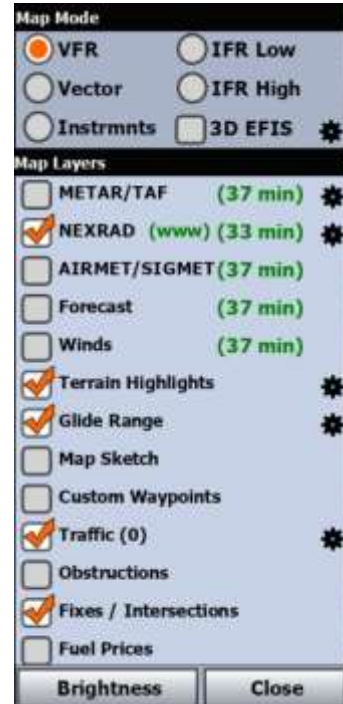 Map Mode
VFR IFR Low
Vector IFR High
Instrmnts 3D EFIS
Map Layers
METAR/TAF (37 min)
NEXRAD (www) (33 min)
AIRMET/SIGMET (37 min)
Forecast (37 min)
Winds (37 min)
Terrain Highlights
Glide Range
Map Sketch
Custom Waypoints
Traffic (0)
Obstructions
Fixes / Intersections
Fuel Prices
Brightness Close